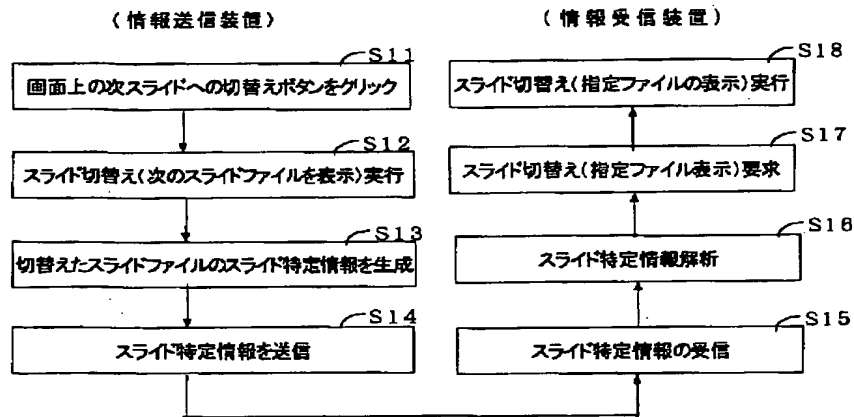 (情報送信装置)
S11
画面上の次スライドへの切替えボタンをクリック
S12
スライド切替え(次のスライドファイルを表示)実行
S13
切替えたスライドファイルのスライド特定情報を生成
S14
スライド特定情報を送信
(情報受信装置)
S18
スライド切替え(指定ファイルの表示)実行
S17
スライド切替え(指定ファイル表示)要求
S16
スライド特定情報解析
S15
スライド特定情報の受信